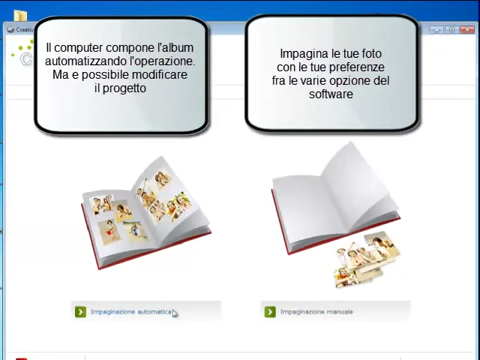 Creati
Il computer compone l'album
automatizzando l'operazione.
Ma e possibile modificare
il progetto
Impagina le tue foto
con le tue preferenze
fra le varie opzione del
software
Impaginazione automatica
Impaginazione manuale